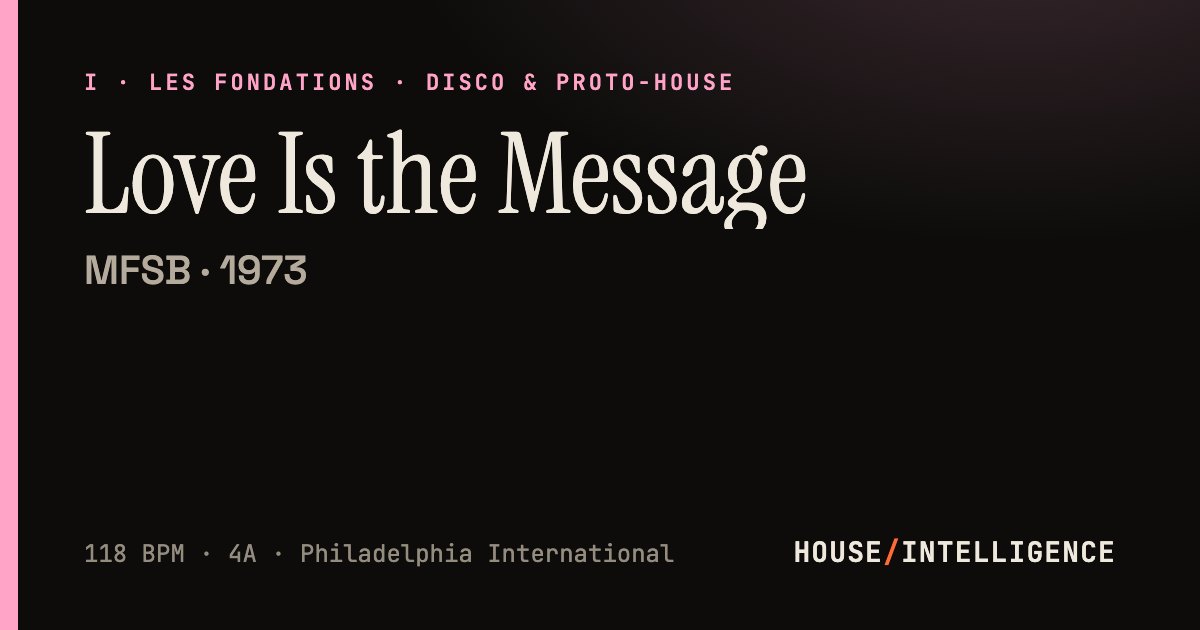 I · LES FONDATIONS · DISCO & PROTO-HOUSE
Love Is the Message
MFSB · 1973
118 BPM · 4A · Philadelphia International
HOUSE/INTELLIGENCE